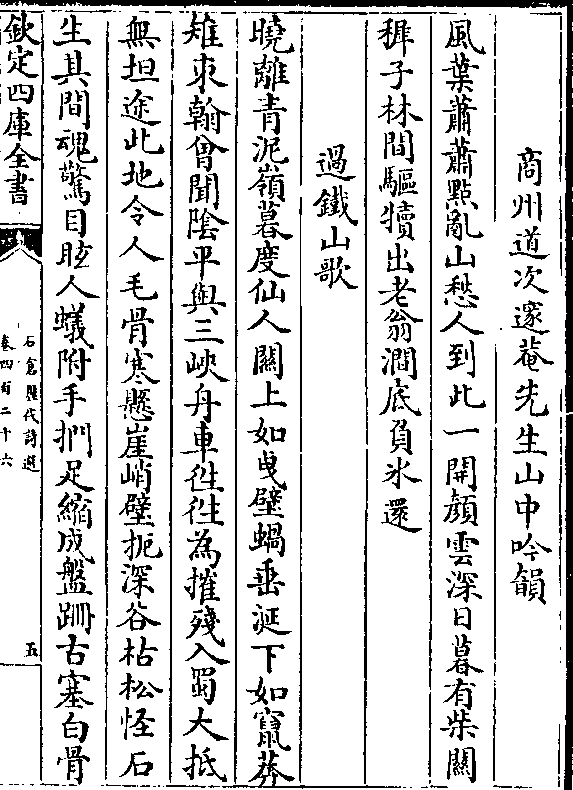 商州道次邃菴先生山中吟韻
風葉蕭蕭點亂山愁人到此一開顔雲深日暮有柴關
穉子林間驅犢出老翁澗底負氷還
過鐵山歌
曉離青泥嶺暮度仙人關上如曵壁蝸垂涎下如竄莽
雉束翰曾聞陰平與三峽舟車徃徃為摧殘入蜀大抵
無坦途此地令人毛骨寒懸崖峭壁扼深谷枯松怪石
生其間魂驚目眩人蟻附手捫足縮成盤跚古塞白骨
欽定四庫全書
石倉歷代詩選
卷四百二十六
五